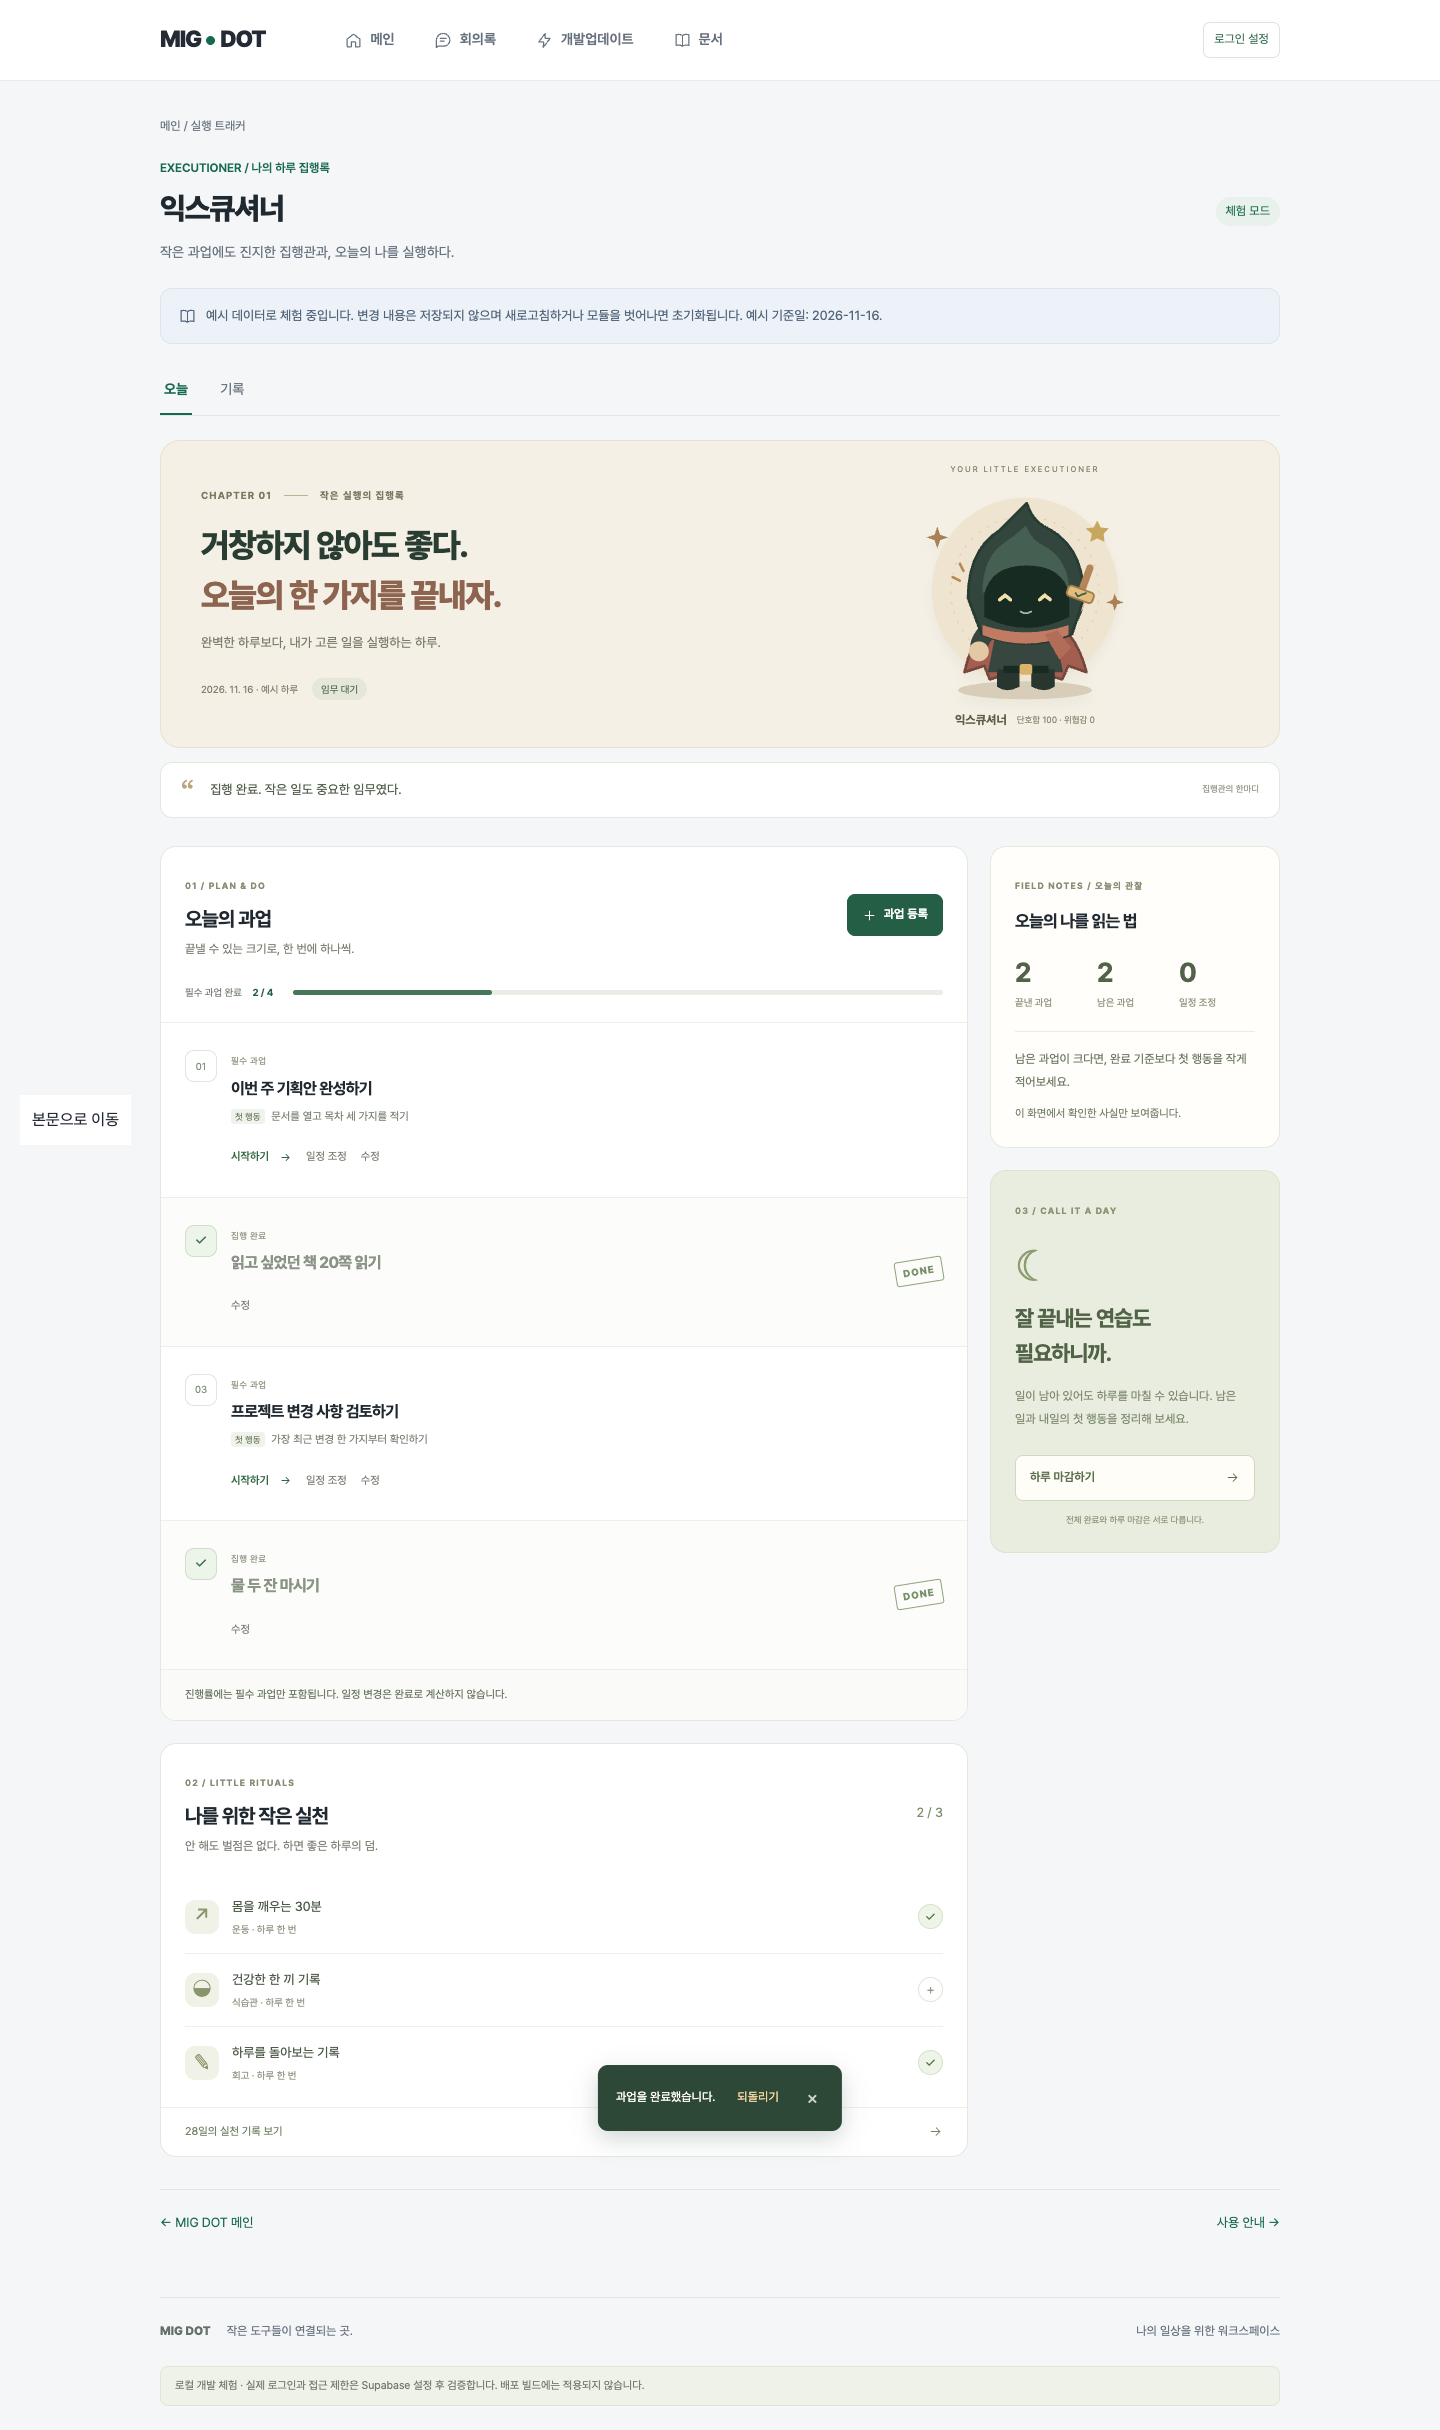 MIG DOT
메인
회의록
개발업데이트
문서
로그인 설정
메인 / 실행 트래커
EXECUTIONER / 나의 하루 집행록
익스큐셔너
체험 모드
작은 과업에도 진지한 집행관과, 오늘의 나를 실행하다.
예시 데이터로 체험 중입니다. 변경 내용은 저장되지 않으며 새로고침하거나 모듈을 벗어나면 초기화됩니다. 예시 기준일: 2026-11-16.
오늘
기록
CHAPTER 01 작은 실행의 집행록
거창하지 않아도 좋다.
오늘의 한 가지를 끝내자.
완벽한 하루보다, 내가 고른 일을 실행하는 하루.
2026. 11. 16 · 예시 하루
임무 대기
YOUR LITTLE EXECUTIONER
익스큐셔너 단호함 100 · 위협감 0
“ 집행 완료. 작은 일도 중요한 임무였다.
집행관의 한마디
01 / PLAN & DO
오늘의 과업
끝낼 수 있는 크기로, 한 번에 하나씩.
+ 과업 등록
필수 과업 완료 2 / 4
01
필수 과업
이번 주 기획안 완성하기
첫 행동 문서를 열고 목차 세 가지를 적기
시작하기 → 일정 조정 수정
집행 완료
읽고 싶었던 책 20쪽 읽기
수정
DONE
03
필수 과업
프로젝트 변경 사항 검토하기
첫 행동 가장 최근 변경 한 가지부터 확인하기
시작하기 → 일정 조정 수정
집행 완료
물 두 잔 마시기
수정
DONE
진행률에는 필수 과업만 포함됩니다. 일정 변경은 완료로 계산하지 않습니다.
FIELD NOTES / 오늘의 관찰
오늘의 나를 읽는 법
2 2 0
끝낸 과업 남은 과업 일정 조정
남은 과업이 크다면, 완료 기준보다 첫 행동을 작게
적어보세요.
이 화면에서 확인한 사실만 보여줍니다.
03 / CALL IT A DAY
잘 끝내는 연습도
필요하니까.
일이 남아 있어도 하루를 마칠 수 있습니다. 남은
일과 내일의 첫 행동을 정리해 보세요.
하루 마감하기 →
전체 완료와 하루 마감은 서로 다릅니다.
본문으로 이동
02 / LITTLE RITUALS
나를 위한 작은 실천
2 / 3
안 해도 벌점은 없다. 하면 좋은 하루의 덤.
몸을 깨우는 30분
운동 · 하루 한 번
건강한 한 끼 기록
식습관 · 하루 한 번
하루를 돌아보는 기록
회고 · 하루 한 번
28일의 실천 기록 보기 →
과업을 완료했습니다. 되돌리기 ×
← MIG DOT 메인
사용 안내 →
MIG DOT 작은 도구들이 연결되는 곳.
나의 일상을 위한 워크스페이스
로컬 개발 체험 · 실제 로그인과 접근 제한은 Supabase 설정 후 검증합니다. 배포 빌드에는 적용되지 않습니다.